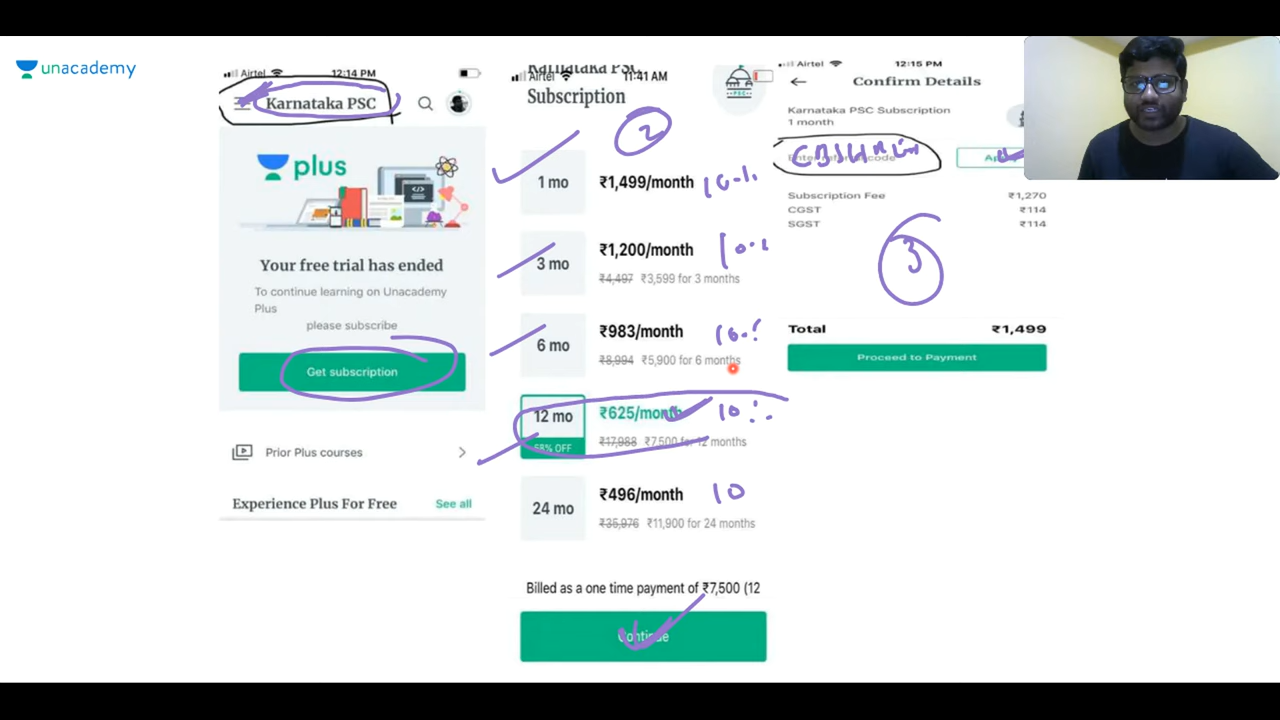 unacademy
Airtel 12:14 PM
Karnataka PSC
plus
Your free trial has ended
To continue learning on Unacademy
Plus
please subscribe
Get subscription
Prior Plus courses
Experience Plus For Free See all
Karnataka PSC
Airtel 11:41 AM
Subscription
PSC
2
1 mo ₹1,499/month
3 mo ₹1,200/month
₹4,497 ₹3,599 for 3 months
6 mo ₹983/month
₹8,994 ₹5,900 for 6 months
12 mo ₹625/month 10
58% OFF ₹17,988 ₹7,500 for 12 months
24 mo ₹496/month 10
₹35,976 ₹11,900 for 24 months
Billed as a one time payment of ₹7,500 (12
Continue
Airtel 12:15 PM
Confirm Details
Karnataka PSC Subscription
1 month
Subscription Fee ₹1,270
CGST ₹114
SGST ₹114
3
Total ₹1,499
Proceed to Payment